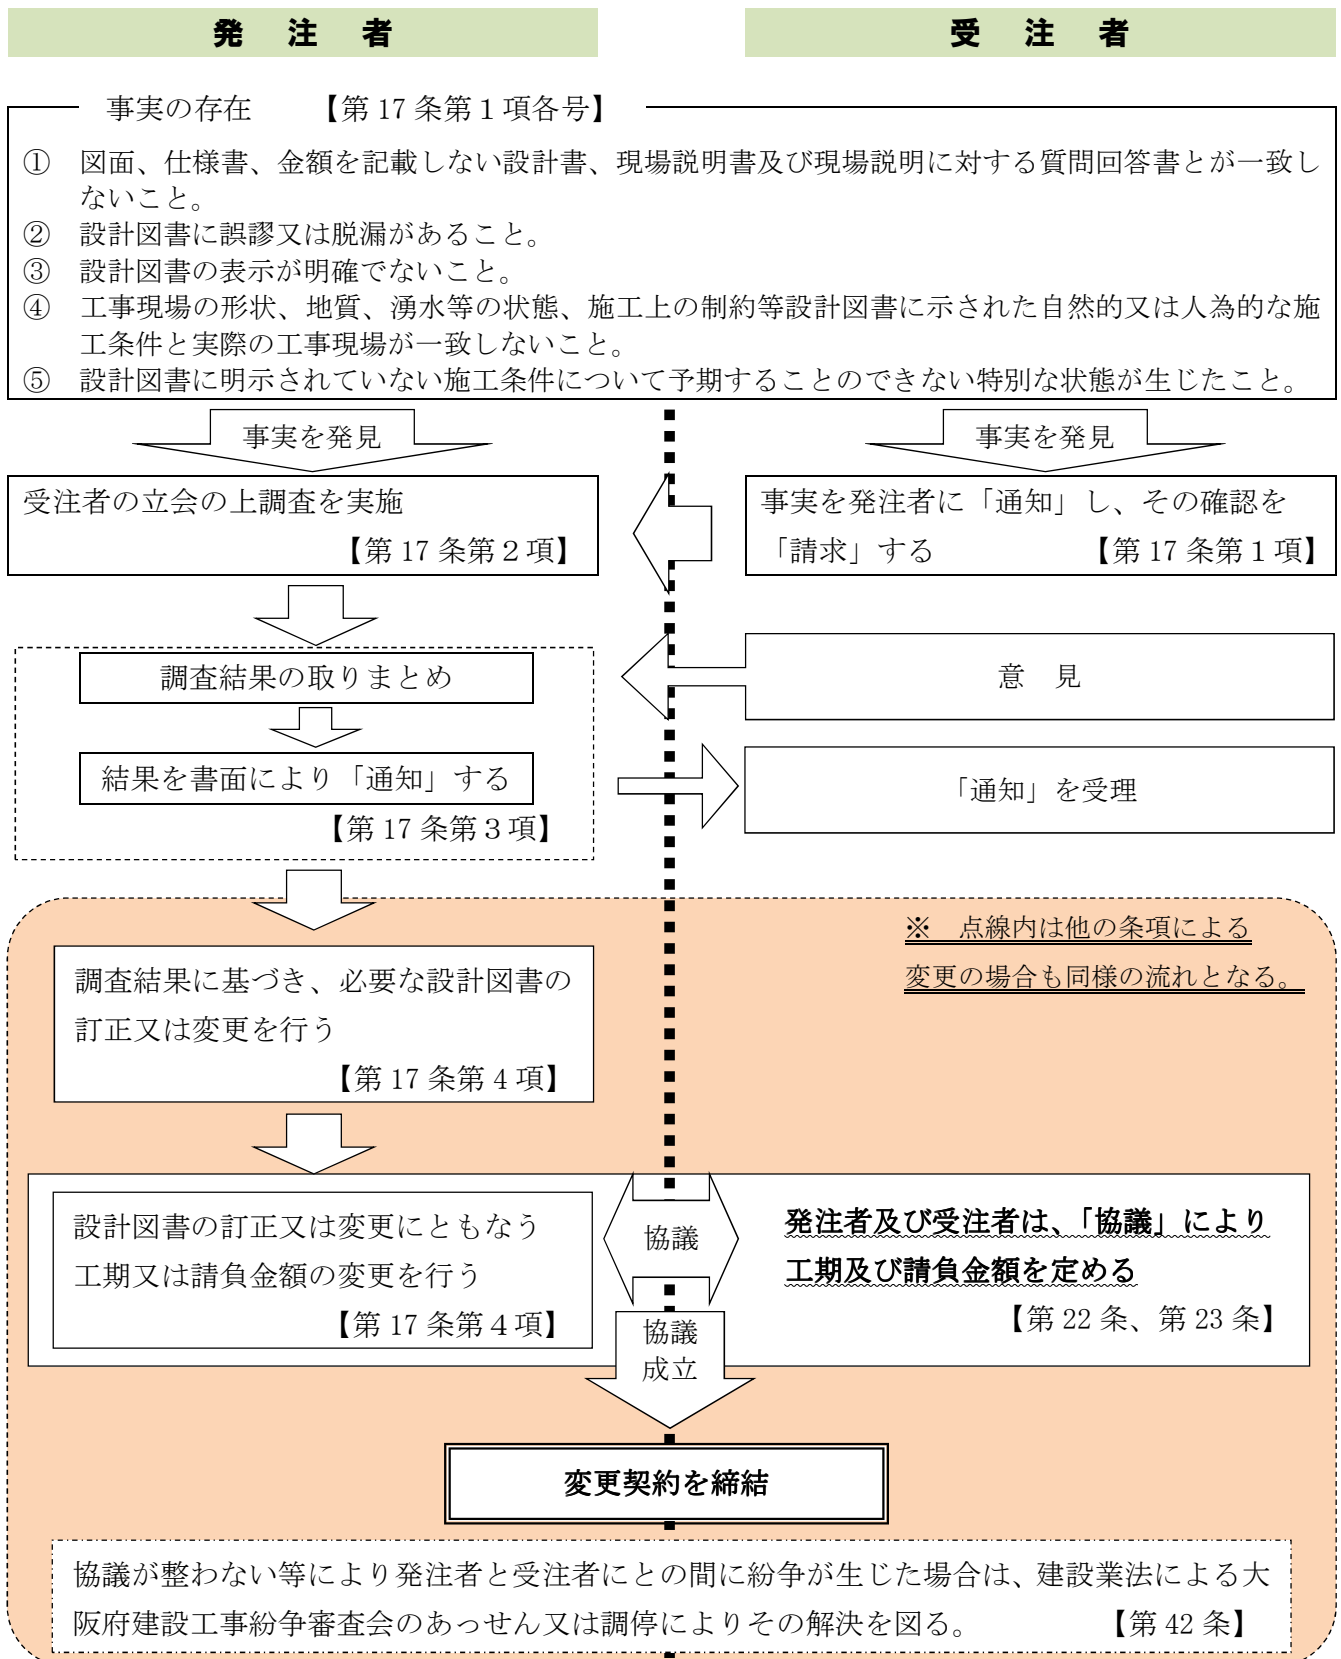 発 注 者
受 注 者
事実の存在 【第 17 条第１項各号】
① 図面、仕様書、金額を記載しない設計書、現場説明書及び現場説明に対する質問回答書とが一致し
ないこと。
② 設計図書に誤謬又は脱漏があること。
③ 設計図書の表示が明確でないこと。
④ 工事現場の形状、地質、湧水等の状態、施工上の制約等設計図書に示された自然的又は人為的な施
工条件と実際の工事現場が一致しないこと。
⑤ 設計図書に明示されていない施工条件について予期することのできない特別な状態が生じたこと。
事実を発見
事実を発見
受注者の立会の上調査を実施
【第 17 条第２項】
事実を発注者に「通知」し、その確認を
「請求」する 【第 17 条第１項】
調査結果の取りまとめ
意 見
結果を書面により「通知」する
【第 17 条第３項】
「通知」を受理
※ 点線内は他の条項による
変更の場合も同様の流れとなる。
調査結果に基づき、必要な設計図書の
訂正又は変更を行う
【第 17 条第 4 項】
設計図書の訂正又は変更にともなう
工期又は請負金額の変更を行う
【第 17 条第４項】
協議
発注者及び受注者は、「協議」により
工期及び請負金額を定める
【第 22 条、第 23 条】
協議
成立
変更契約を締結
協議が整わない等により発注者と受注者にとの間に紛争が生じた場合は、建設業法による大
阪府建設工事紛争審査会のあっせん又は調停によりその解決を図る。 【第 42 条】